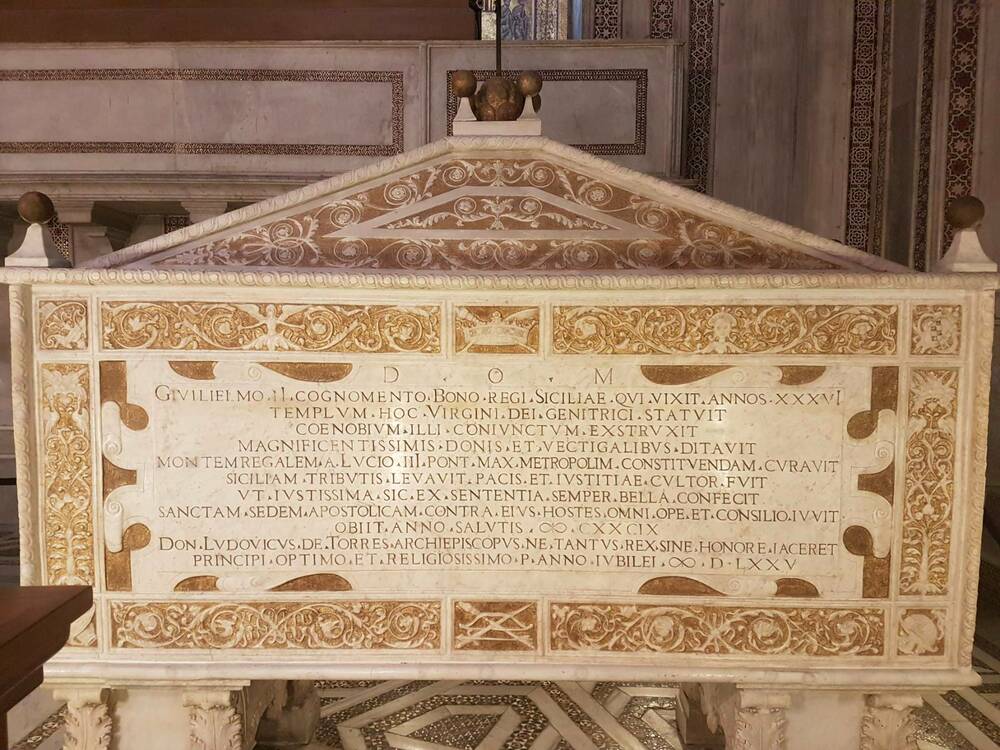 D O M
GVILIELMO·II·COGNOMENTO·BONO·REGI·SICILIAE·QVI·VIXIT·ANNOS·XXXVI
TEMPLVM·HOC·VIRGINI·DEI·GENITRICI·STATVIT
COENOBIVM·ILLI·CONIVNCTVM·EXSTRVXIT
MAGNIFICENTISSIMIS·DONIS·ET·VECTIGALIBVS·DITAVIT
MONTEMREGALEM·A·LVCIO·III·PONT·MAX·METROPOLIM·CONSTITVENDAM·CVRAVIT
SICILIAM·TRIBVTIS·LEVAVIT·PACIS·ET·IVSTITIAE·CVLTOR·FVIT
VT·IVSTISSIMA·SIC·EX·SENTENTIA·SEMPER·BELLA·CONFECIT
SANCTAM·SEDEM·APOSTOLICAM·CONTRA·EIVS·HOSTES·OMNI·OPE·ET·CONSILIO·IVVIT
OBIIT·ANNO·SALVTIS·∞·CXXCIX
DON·LVDOVICVS·DE·TORRES·ARCHIEPISCOPVS·NE·TANTVS·REX·SINE·HONORE·IACERET
PRINCIPI·OPTIMO·ET·RELIGIOSISSIMO·P·ANNO·IVBILEI·∞·D·LXXV